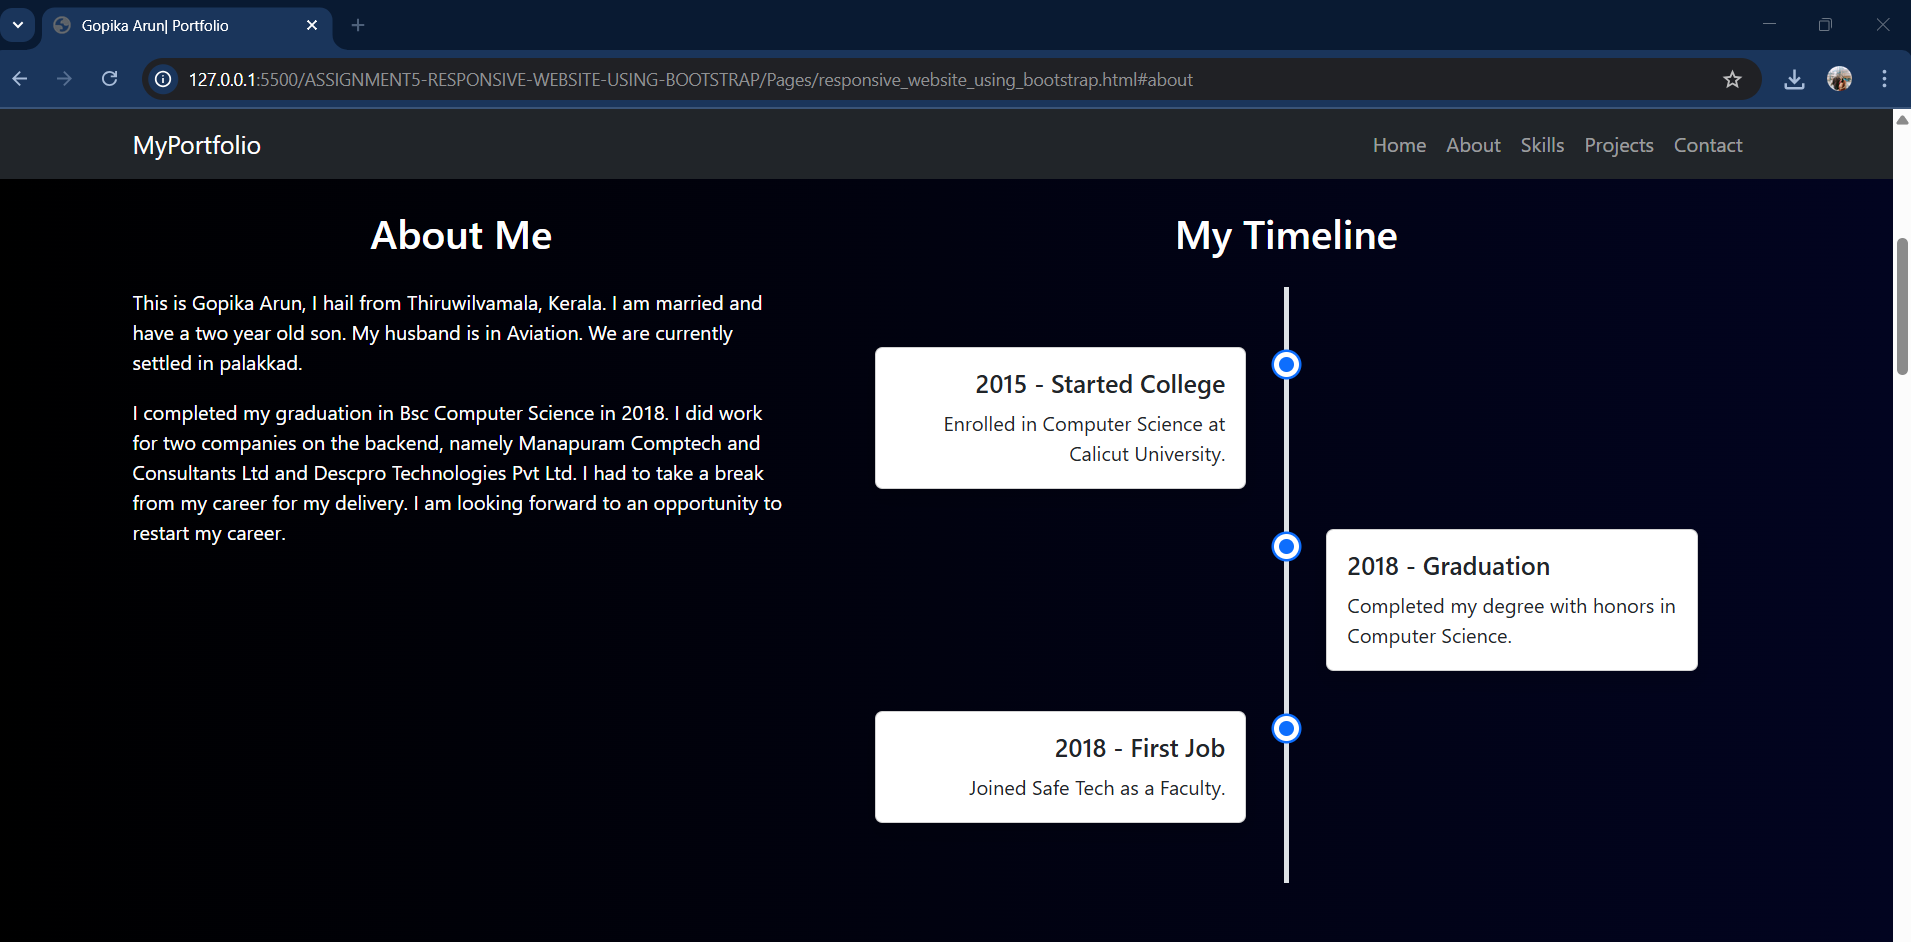 Gopika Arun| Portfolio
127.0.0.1:5500/ASSIGNMENT5-RESPONSIVE-WEBSITE-USING-BOOTSTRAP/Pages/responsive_website_using_bootstrap.html#about
MyPortfolio
Home About Skills Projects Contact
About Me
This is Gopika Arun, I hail from Thiruwilvamala, Kerala. I am married and
have a two year old son. My husband is in Aviation. We are currently
settled in palakkad.
I completed my graduation in Bsc Computer Science in 2018. I did work
for two companies on the backend, namely Manapuram Comptech and
Consultants Ltd and Descpro Technologies Pvt Ltd. I had to take a break
from my career for my delivery. I am looking forward to an opportunity to
restart my career.
My Timeline
2015 - Started College
Enrolled in Computer Science at
Calicut University.
2018 - Graduation
Completed my degree with honors in
Computer Science.
2018 - First Job
Joined Safe Tech as a Faculty.